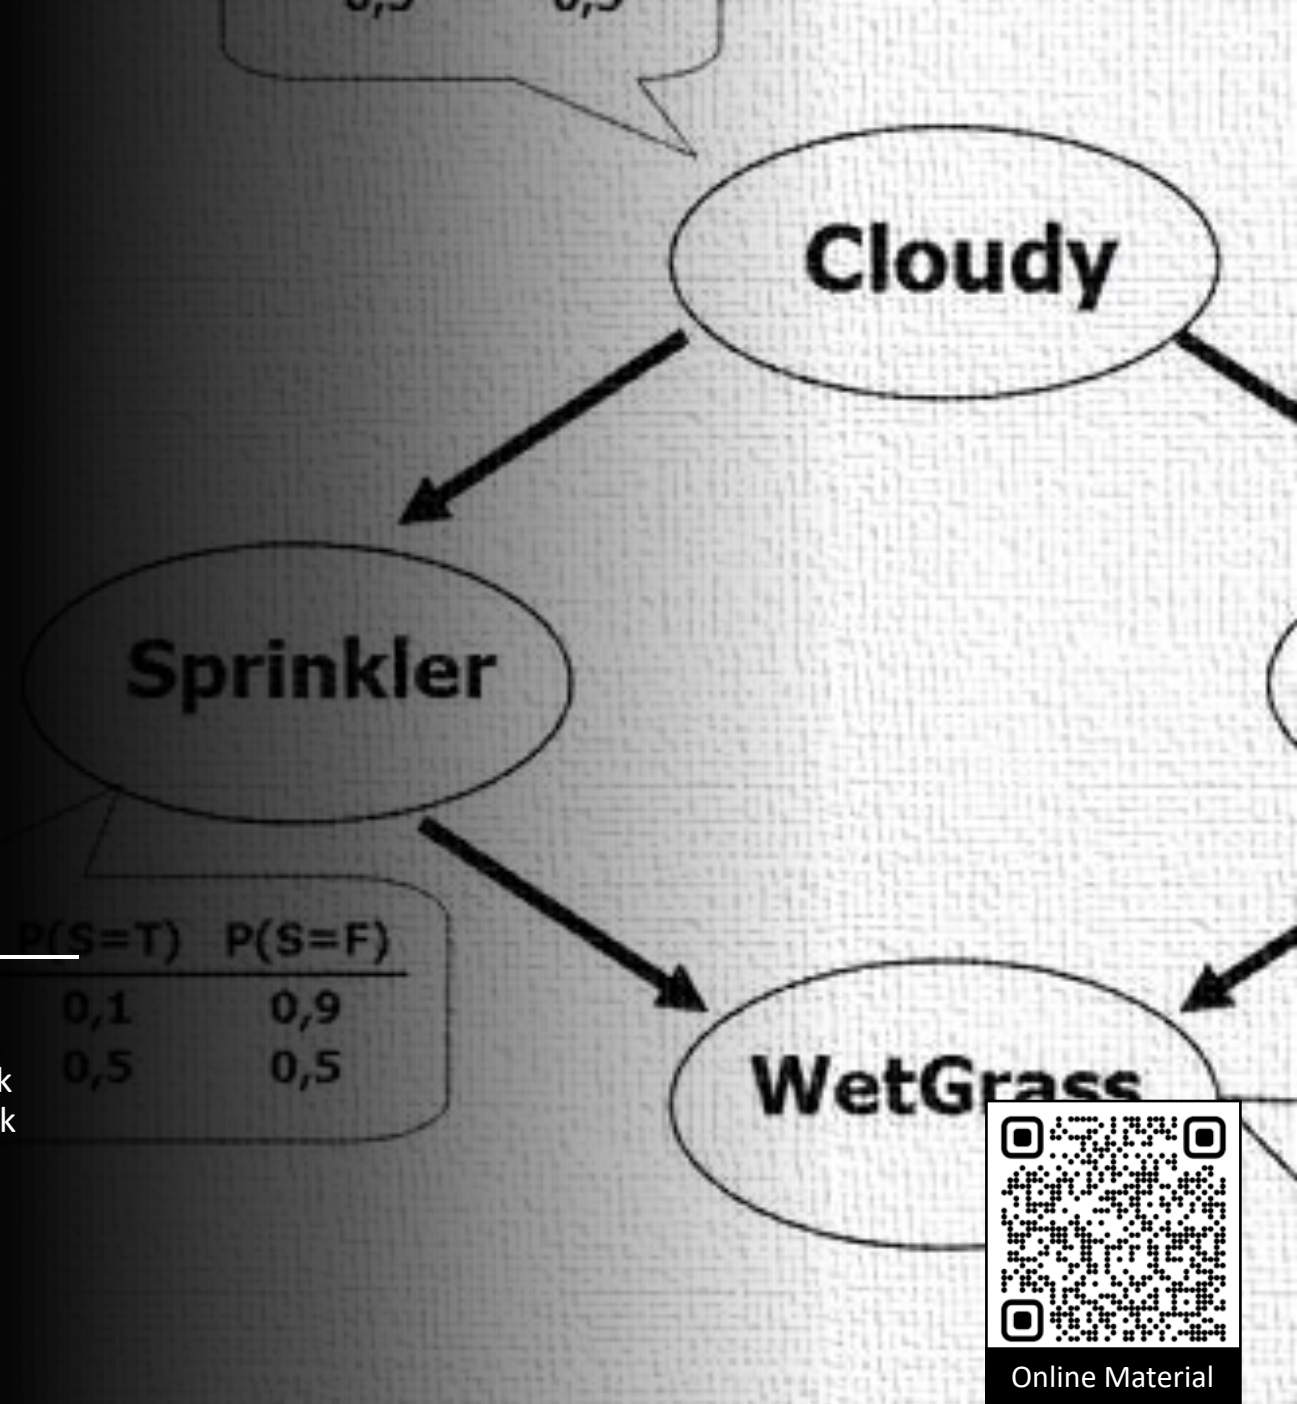 Cloudy
Sprinkler
P(S=T) P(S=F)
0,1 0,9
0,5 0,5
k
k
WetGrass
Online Material